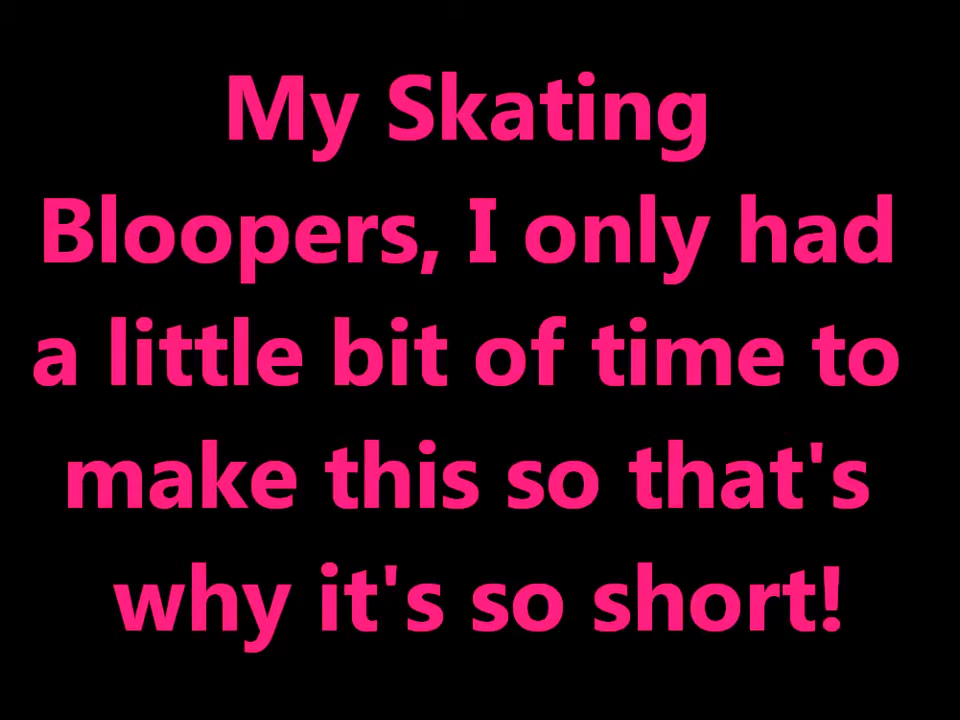 My Skating
Bloopers, I only had
a little bit of time to
make this so that's
why it's so short!